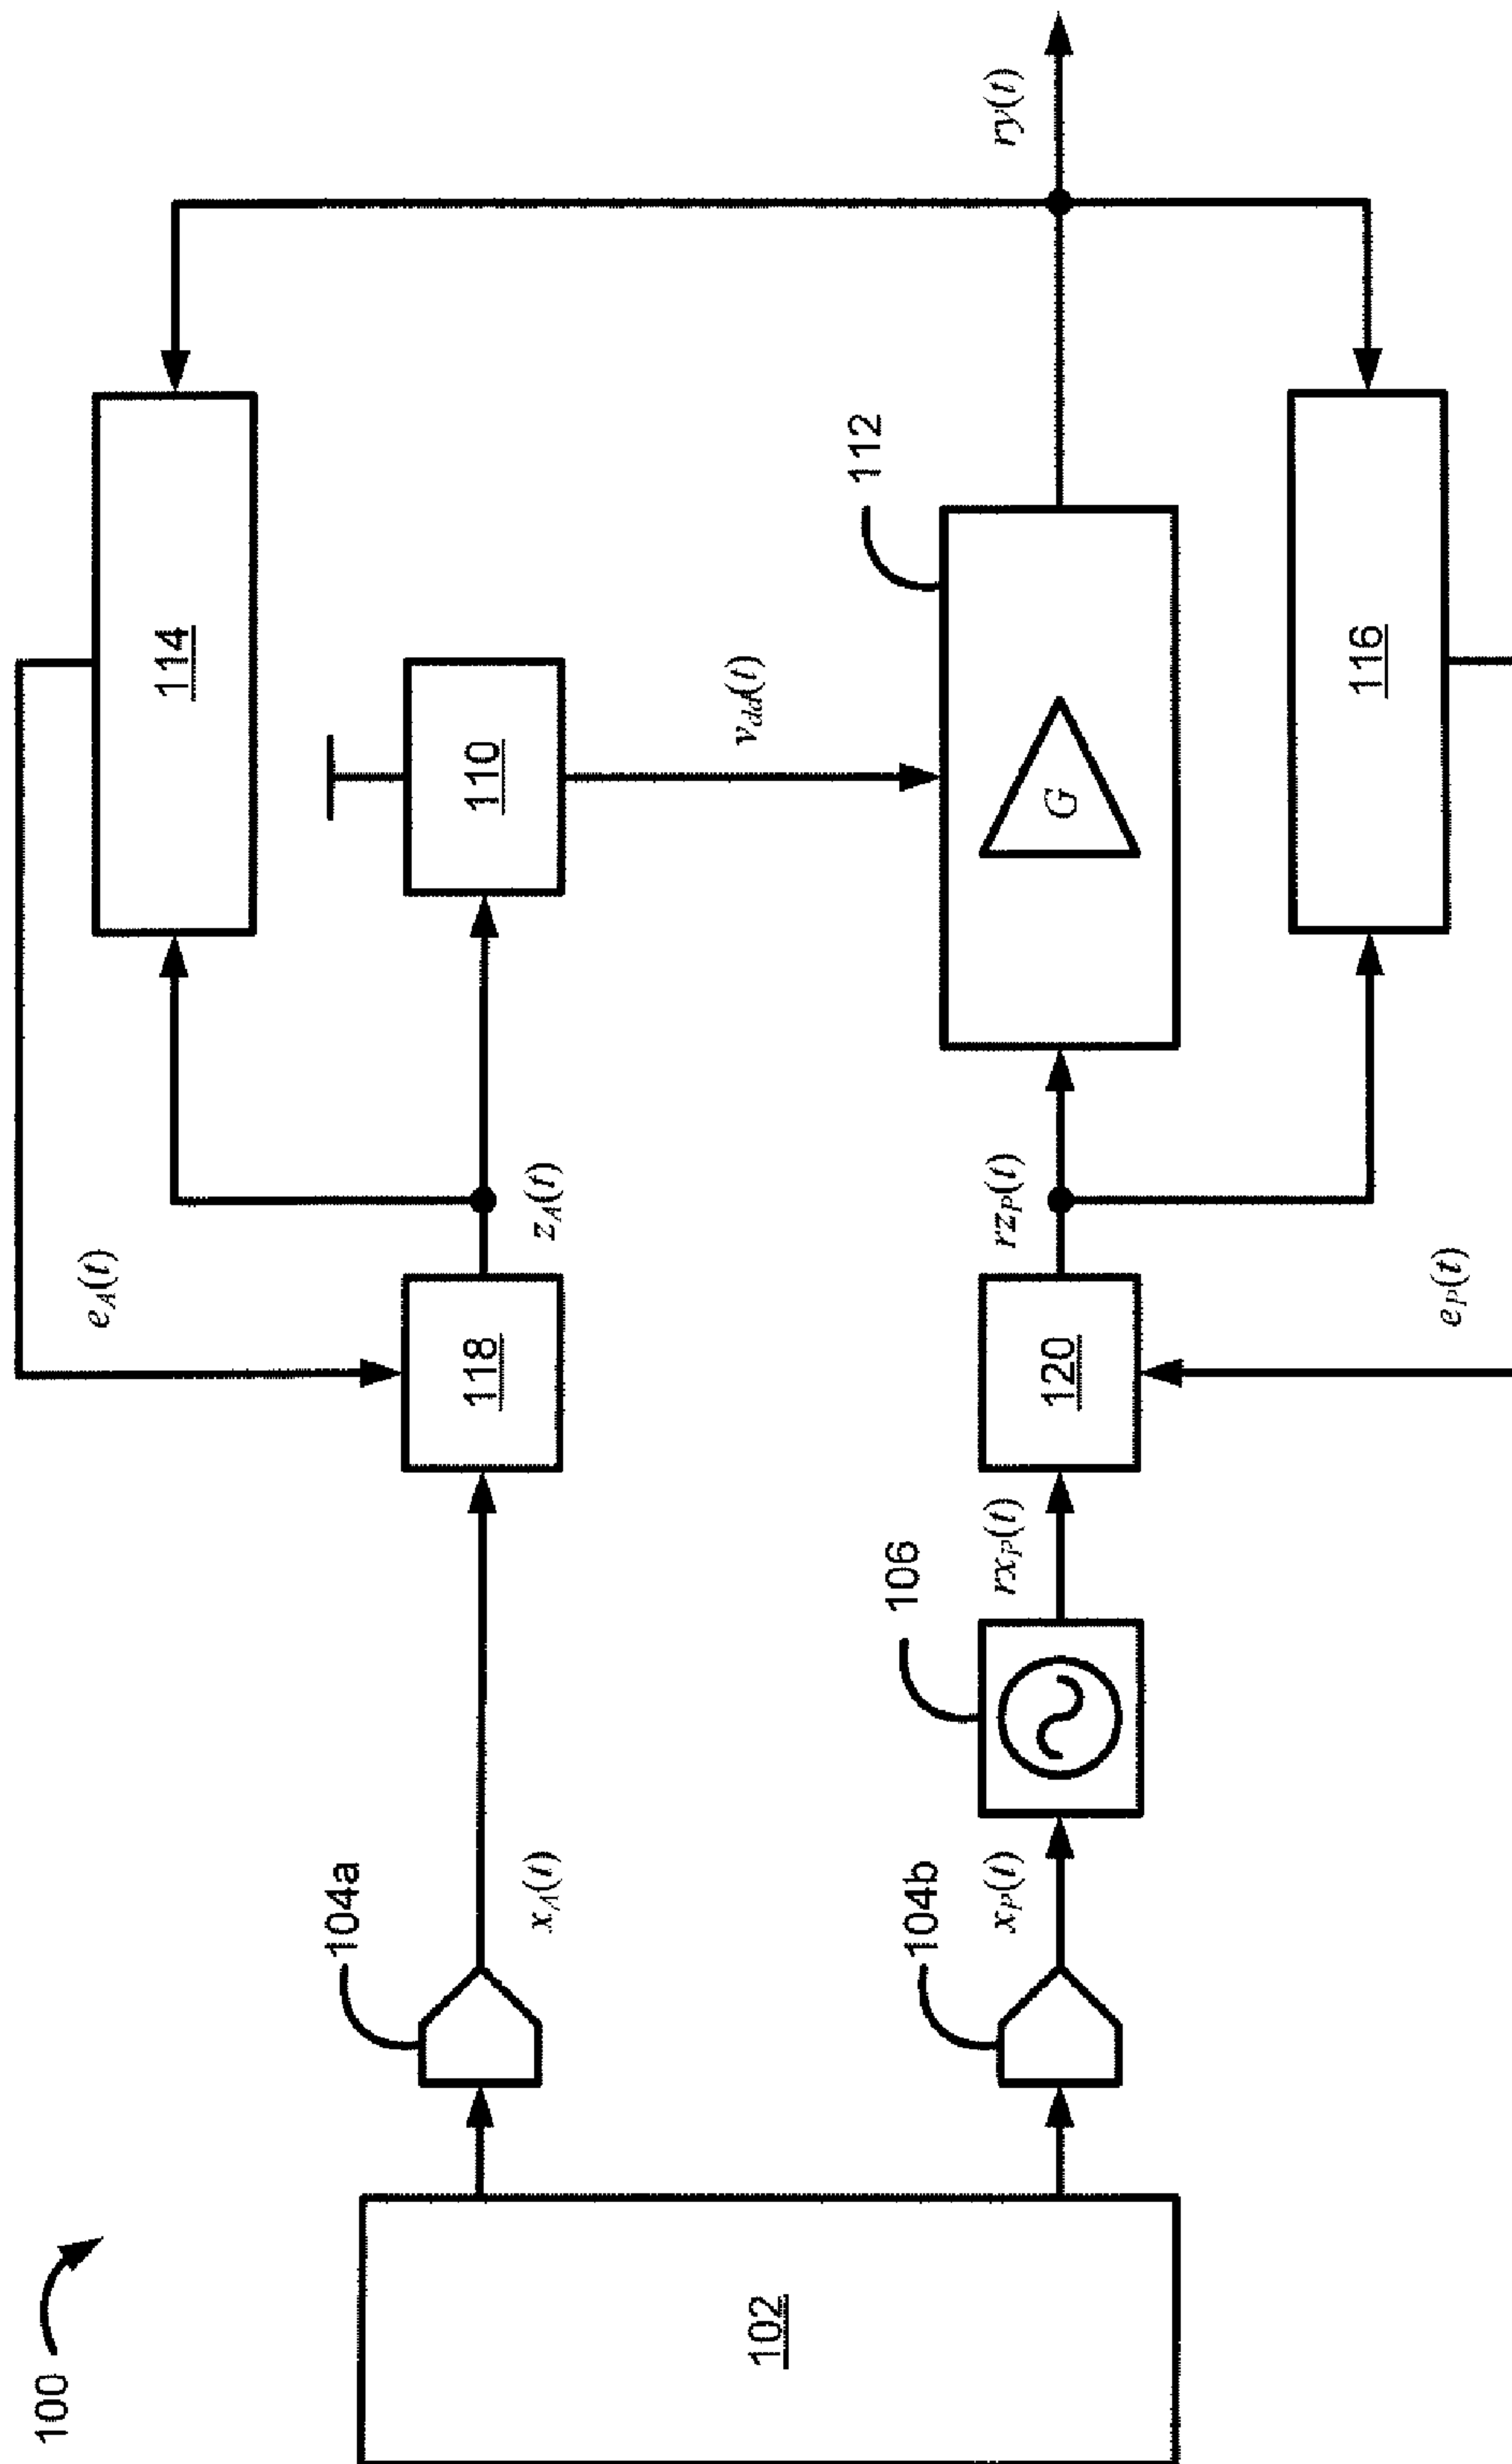 100
102
104a
x_A(t)
104b
x_P(t)
106
rx_P(t)
118
e_A(t)
z_A(t)
120
rz_P(t)
e_P(t)
114
110
v_dd(t)
112
G
116
ry(t)